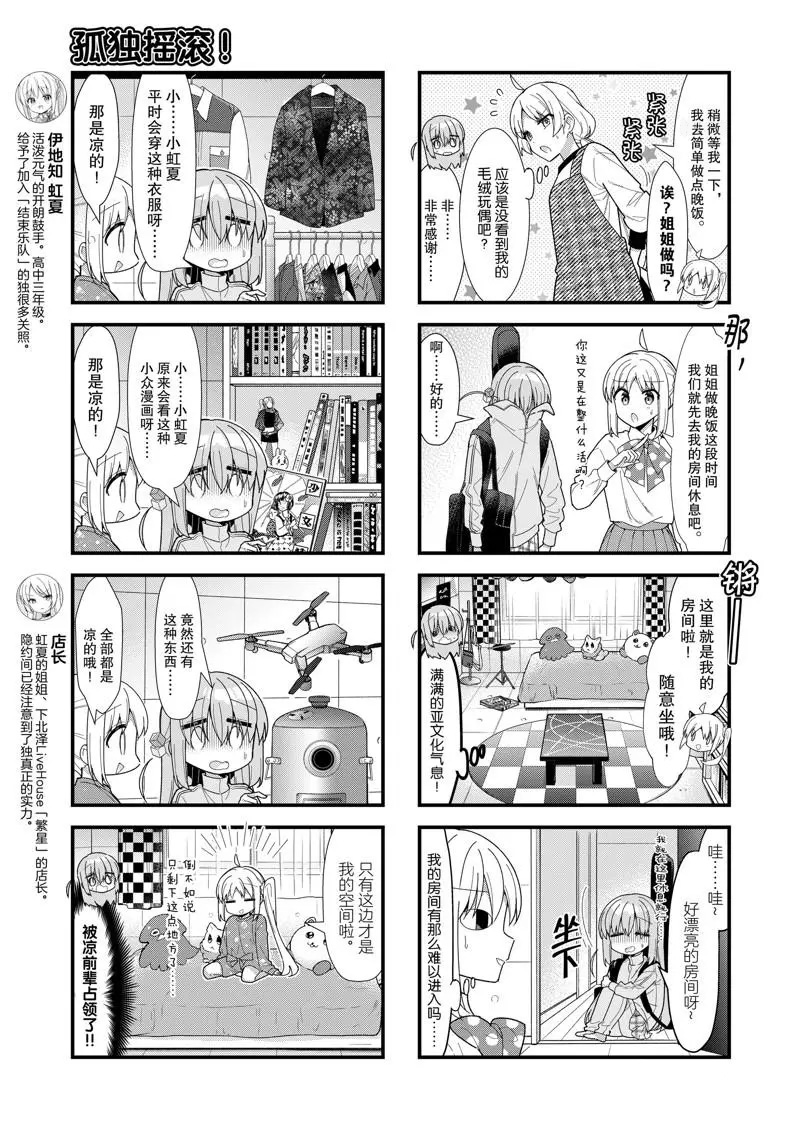 孤独摇滚！
伊地知 虹夏
活泼元气的开朗鼓手。高中三年级。
给予了加入「结束乐队」的独很多关照。
店长
虹夏的姐姐、下北泽LiveHouse「繁星」的店长。
隐约间已经注意到了独真正的实力。
稍微等我一下，
我去简单做点晚饭。
诶？姐姐做吗？
紧张
紧张
应该是没看到我的
毛绒玩偶吧？
非……
非常感谢……
那，
姐姐做晚饭这段时间
我们就先去我的房间休息吧。
你这又是在整什么活啊？
啊……好的……
锵——
这里就是我的
房间啦！
随意坐哦！
满满的亚文化气息！
哇……哇~
好漂亮的房间呀~
我就在这里休息就行……
坐下
我的房间有那么难以进入吗……
小……小虹夏
平时会穿这种衣服呀……
那是凉的！
小……小虹夏
原来会看这种
小众漫画呀……
那是凉的！
少
女
竟然还有
这种东西……
全部都是
凉的哦！
只有这边才是
我的空间啦。
倒不如说
只剩下这点地方了……
被凉前辈占领了!!